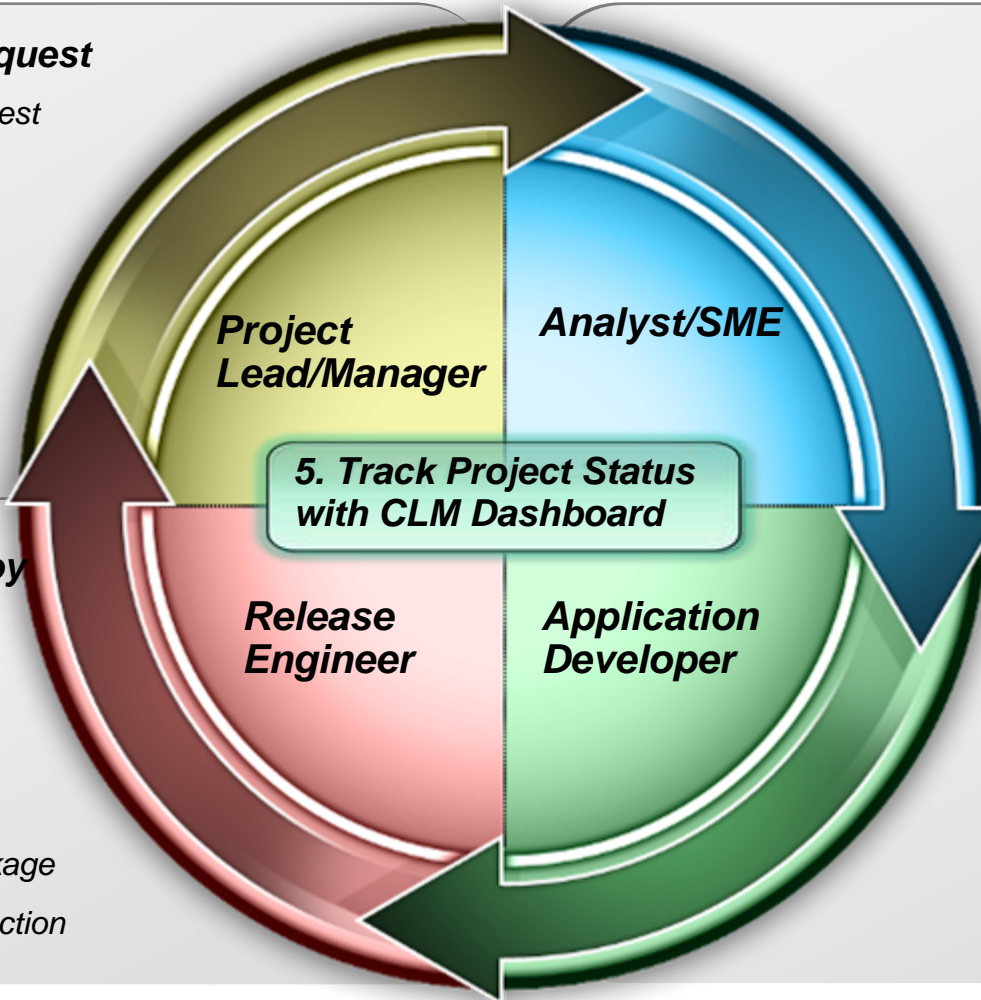 quest
est
Project
Lead/Manager
Analyst/SME
5. Track Project Status
with CLM Dashboard
oy
Release
Engineer
Application
Developer
kage
ction